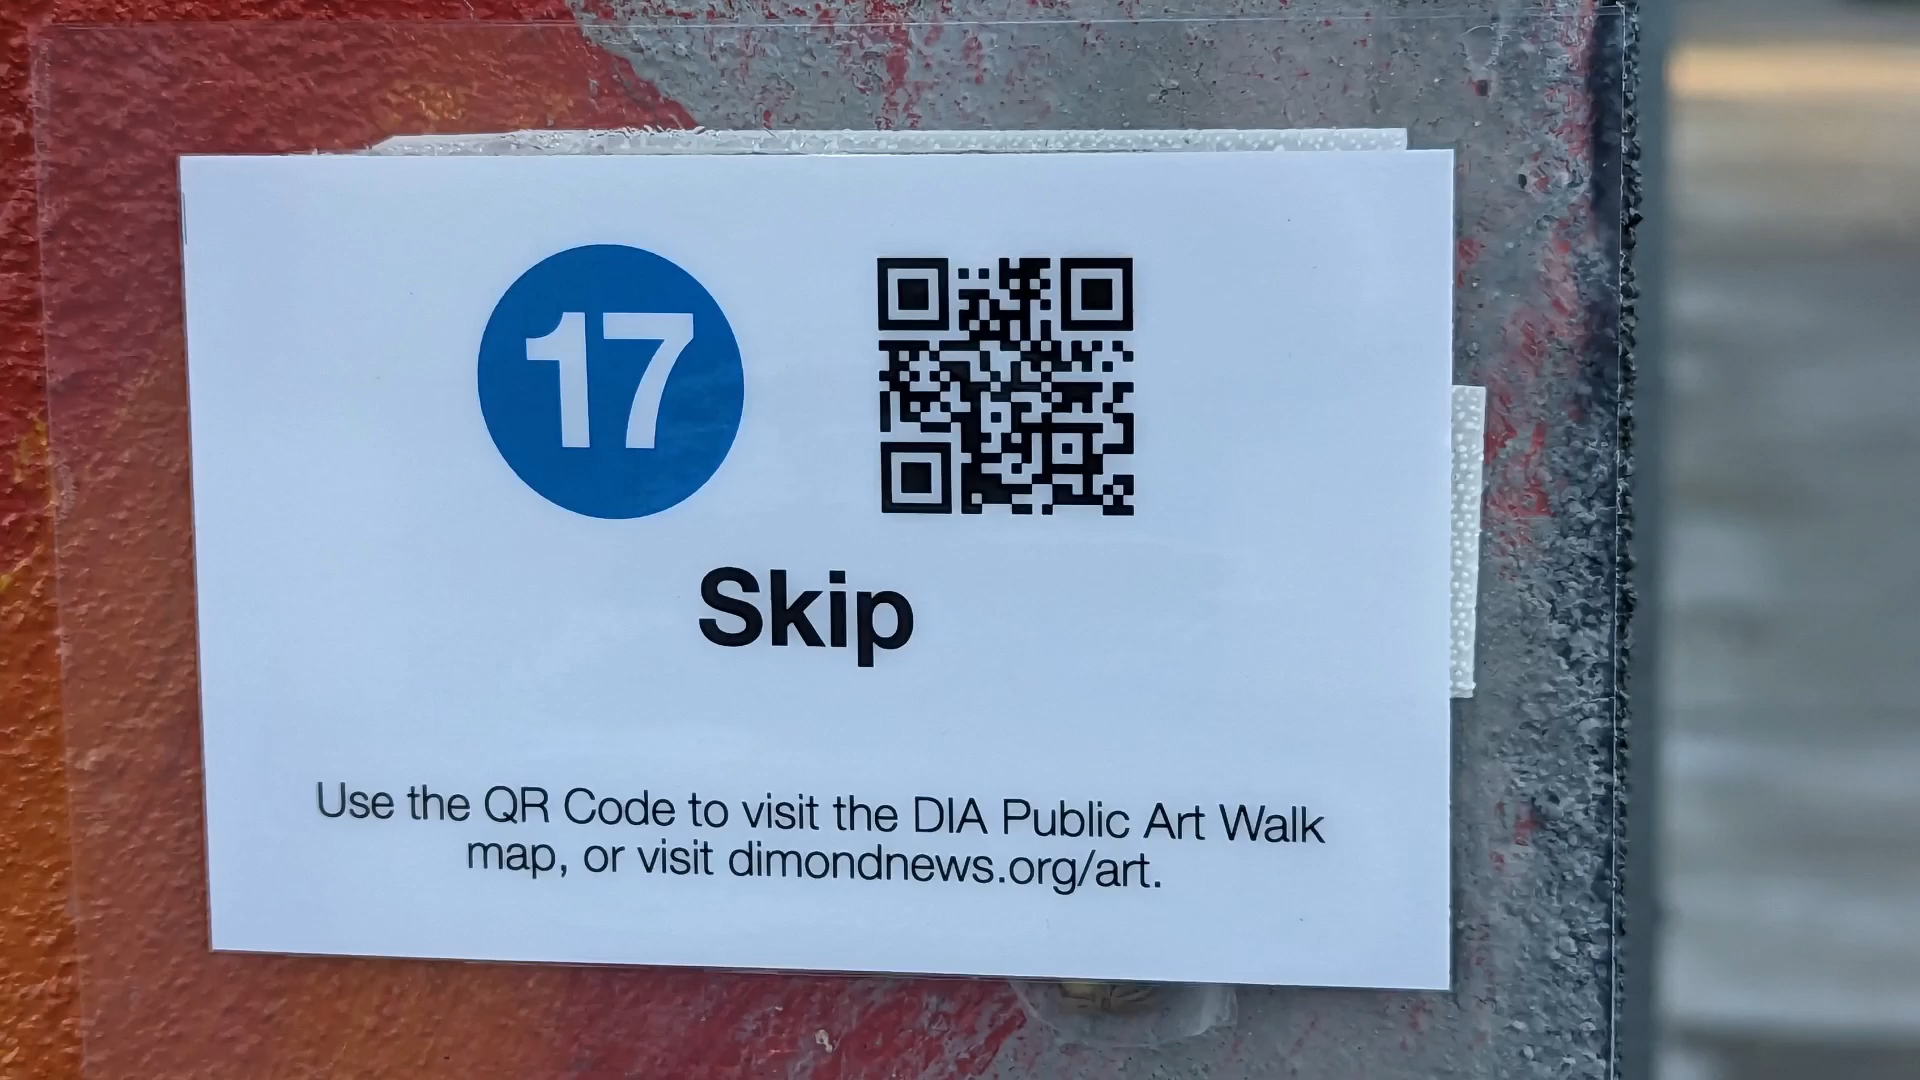 17
Skip
Use the QR Code to visit the DIA Public Art Walk
map, or visit dimondnews.org/art.